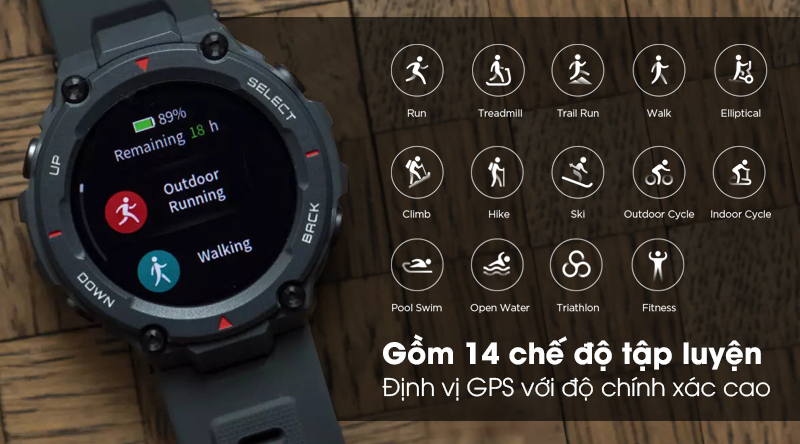 UP
SELECT
BACK
DOWN
89%
Remaining 18 h
Outdoor
Running
Walking
Run
Treadmill
Trail Run
Walk
Elliptical
Climb
Hike
Ski
Outdoor Cycle
Indoor Cycle
Pool Swim
Open Water
Triathlon
Fitness
Gồm 14 chế độ tập luyện
Định vị GPS với độ chính xác cao